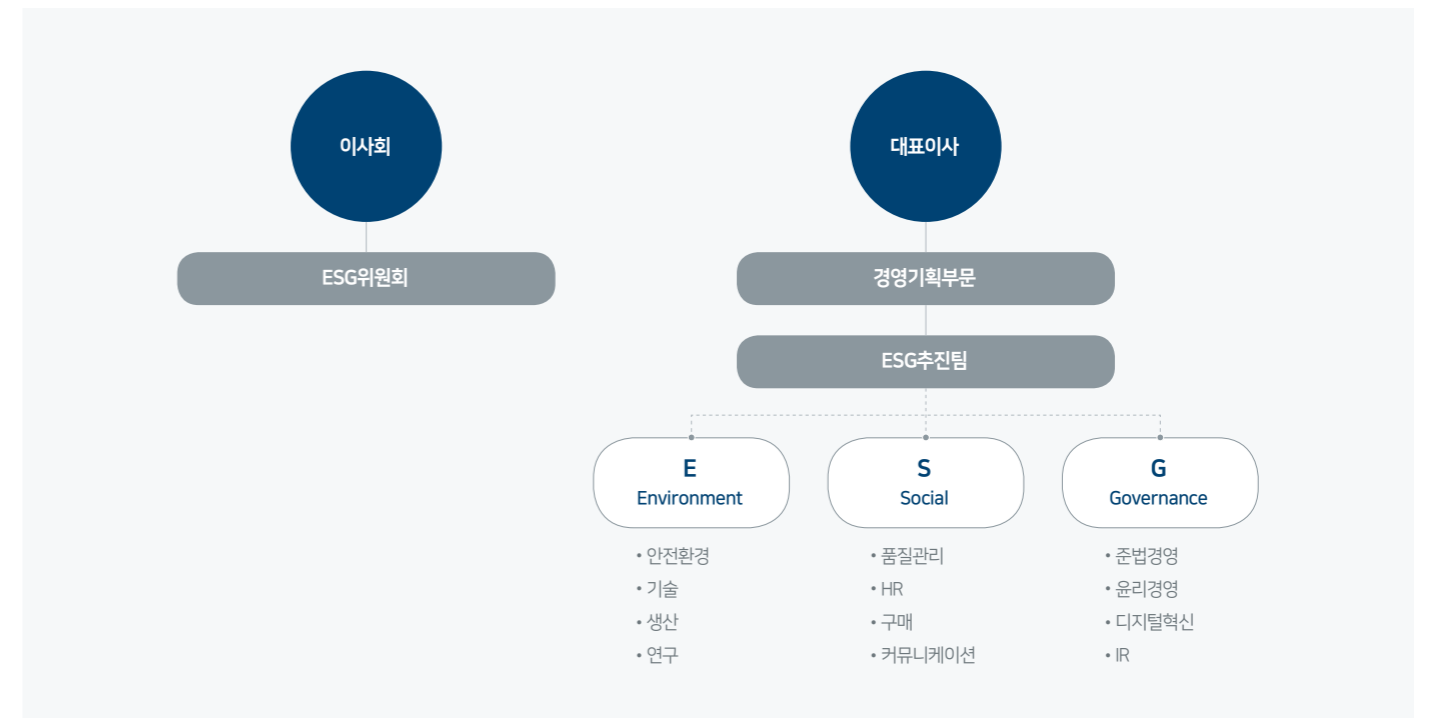 이사회
대표이사
ESG위원회
경영기획부문
ESG추진팀
E
Environment
• 안전환경
• 기술
• 생산
• 연구
S
Social
• 품질관리
• HR
• 구매
• 커뮤니케이션
G
Governance
• 준법경영
• 윤리경영
• 디지털혁신
• IR